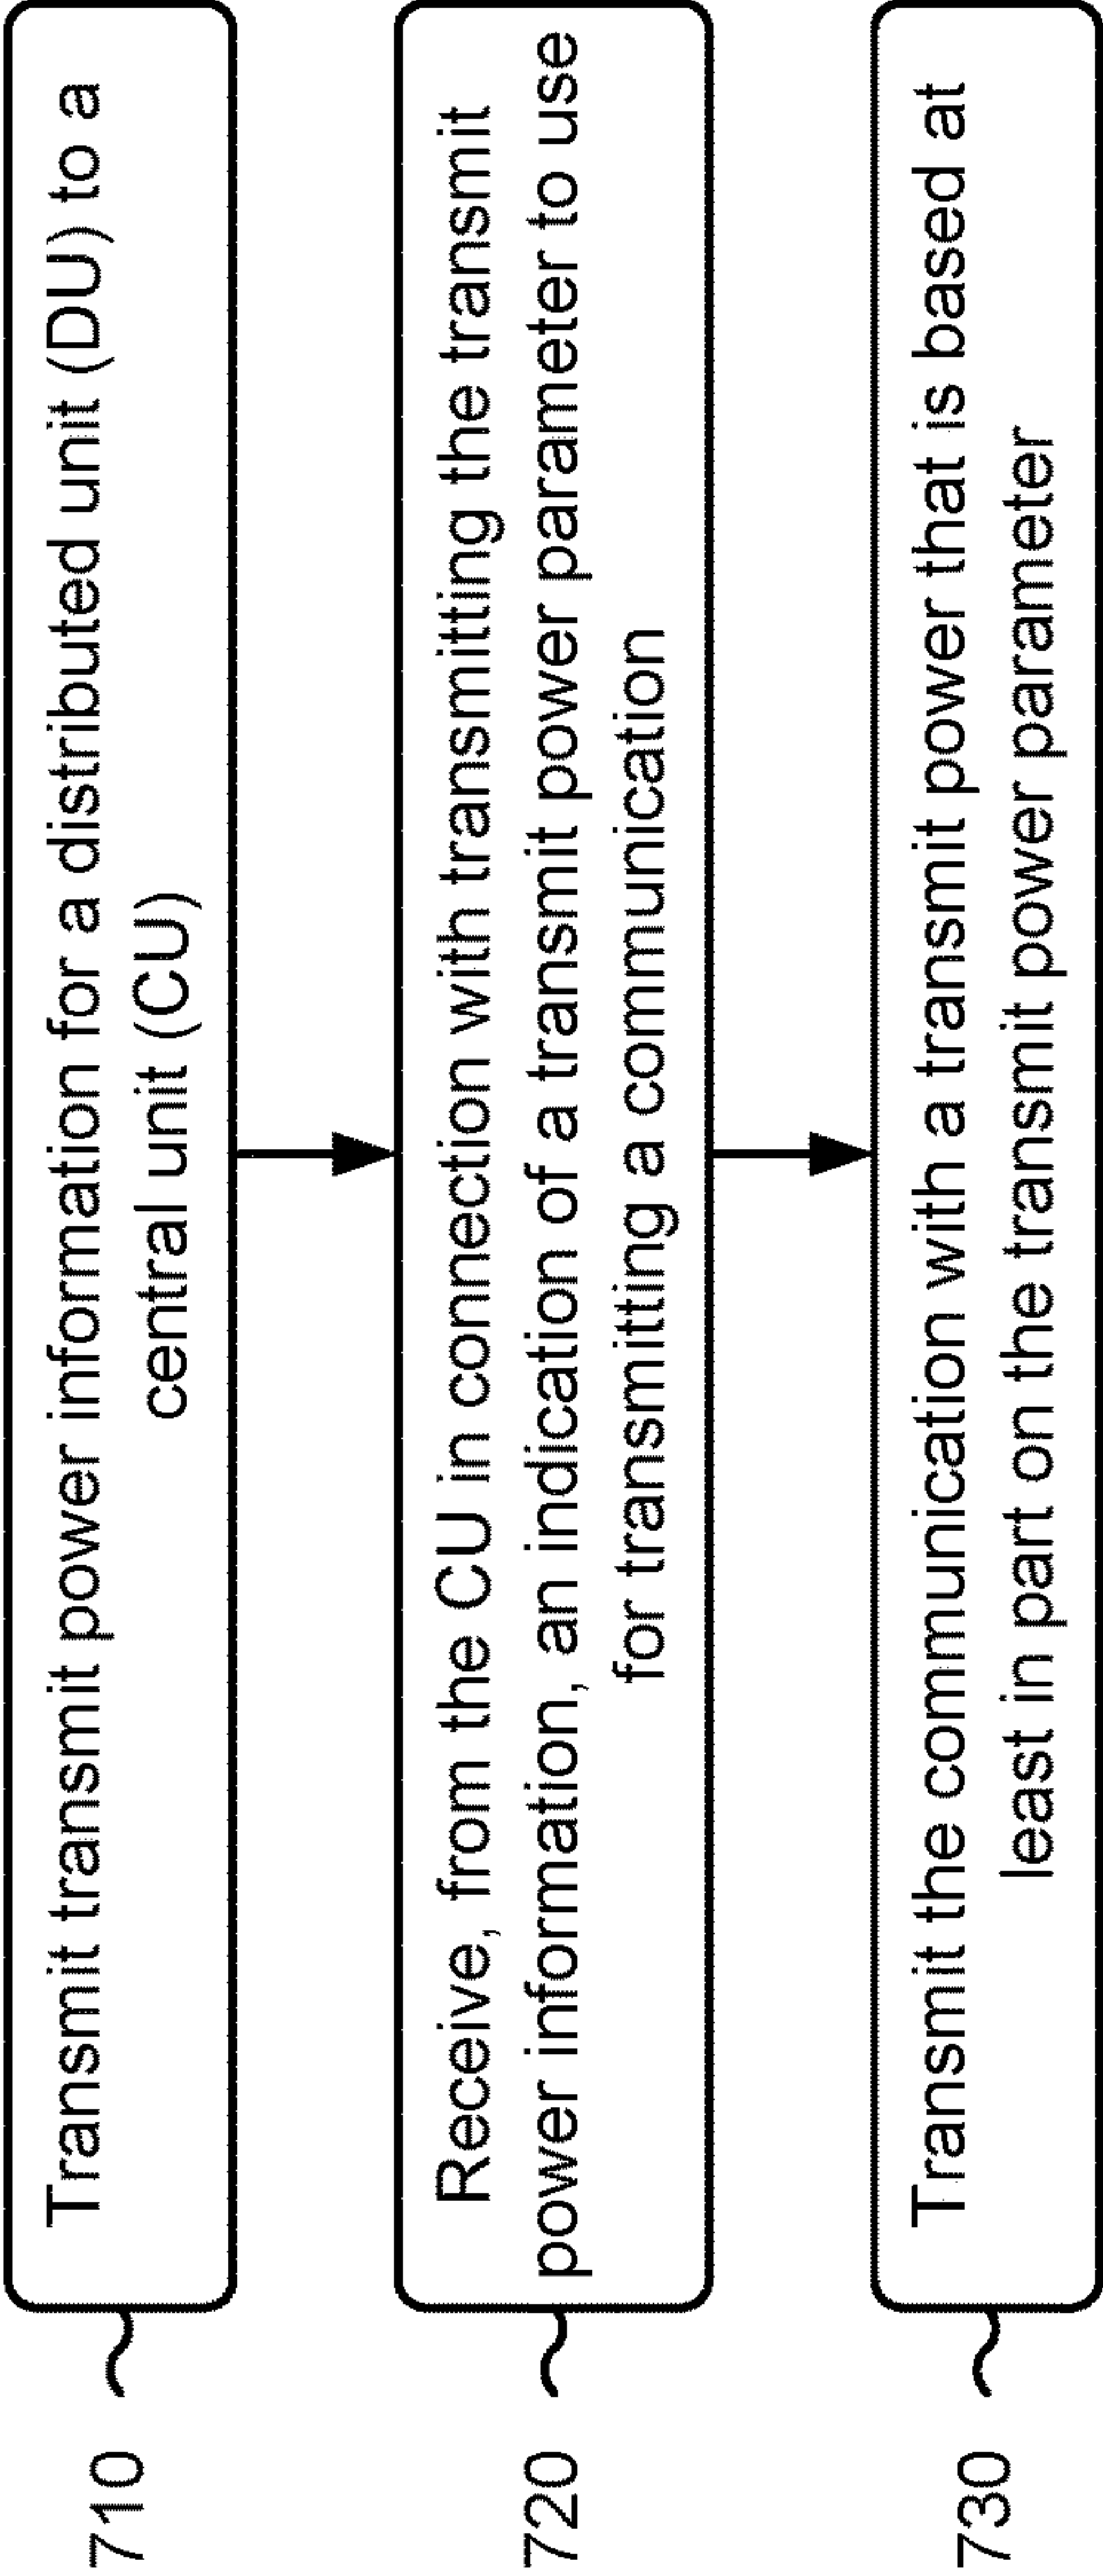 710
Transmit transmit power information for a distributed unit (DU) to a
central unit (CU)
720
Receive, from the CU in connection with transmitting the transmit
power information, an indication of a transmit power parameter to use
for transmitting a communication
730
Transmit the communication with a transmit power that is based at
least in part on the transmit power parameter